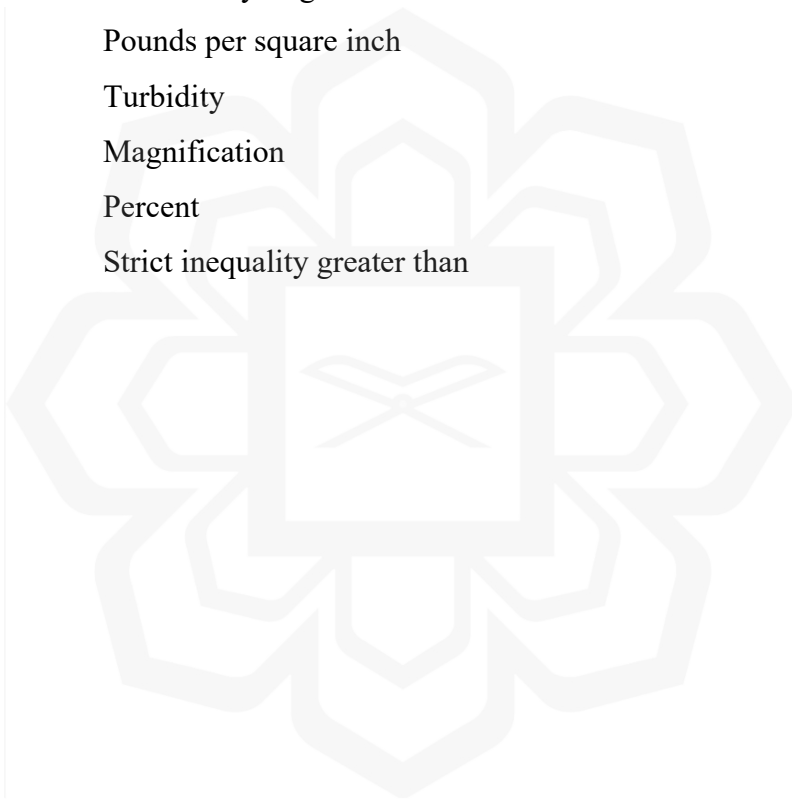 Pounds per square inch
Turbidity
Magnification
Percent
Strict inequality greater than